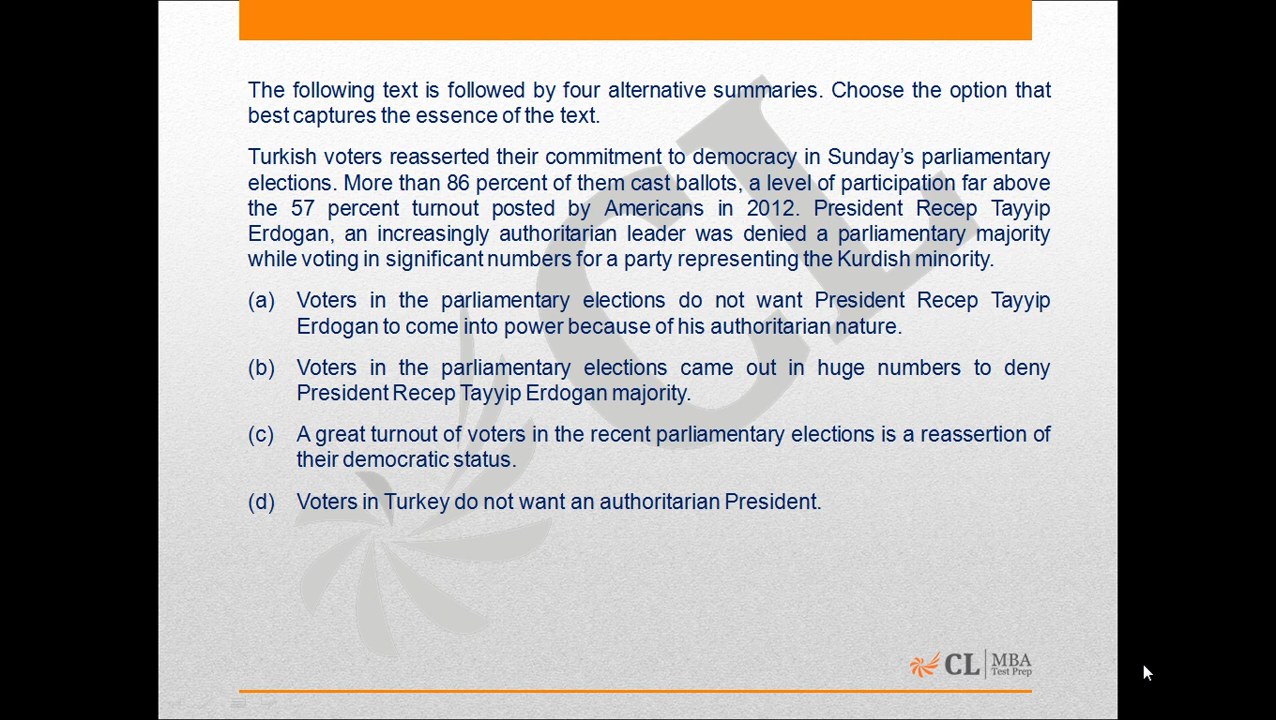 The following text is followed by four alternative summaries. Choose the option that
best captures the essence of the text.
Turkish voters reasserted their commitment to democracy in Sunday's parliamentary
elections. More than 86 percent of them cast ballots, a level of participation far above
the 57 percent turnout posted by Americans in 2012. President Recep Tayyip
Erdogan, an increasingly authoritarian leader was denied a parliamentary majority
while voting in significant numbers for a party representing the Kurdish minority.
(a) Voters in the parliamentary elections do not want President Recep Tayyip
Erdogan to come into power because of his authoritarian nature.
(b) Voters in the parliamentary elections came out in huge numbers to deny
President Recep Tayyip Erdogan majority.
(c) A great turnout of voters in the recent parliamentary elections is a reassertion of
their democratic status.
(d) Voters in Turkey do not want an authoritarian President.
CL
CL MBA
Test Prep